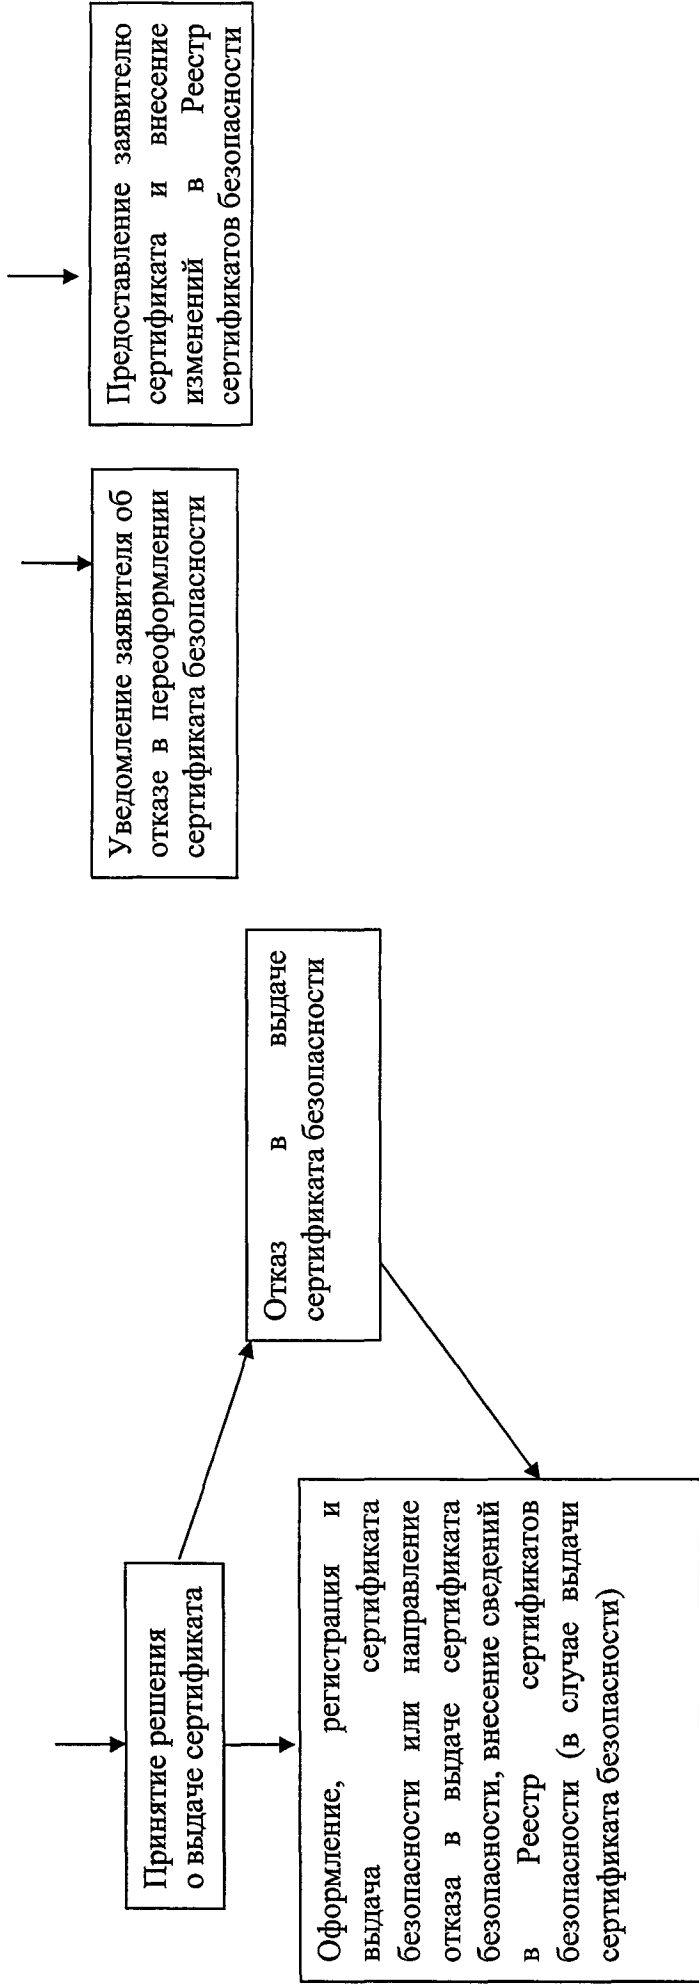 Принятие решения
о выдаче сертификата
Оформление, регистрация и
выдача сертификата
безопасности или направление
отказа в выдаче сертификата
безопасности, внесение сведений
в Реестр сертификатов
безопасности (в случае выдачи
сертификата безопасности)
Отказ в выдаче
сертификата безопасности
Уведомление заявителя об
отказе в переоформлении
сертификата безопасности
Предоставление заявителю
сертификата и внесение
изменений в Реестр
сертификатов безопасности